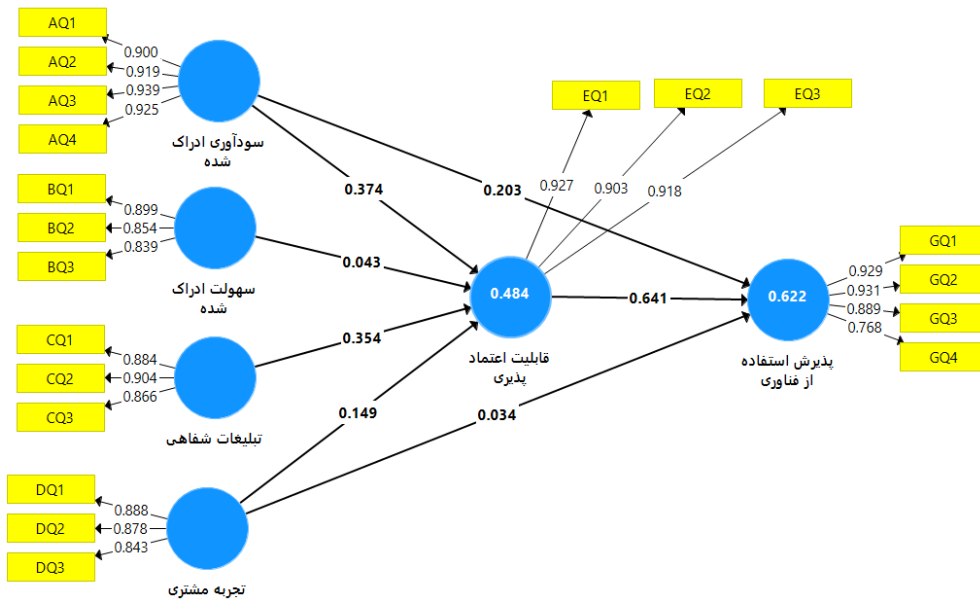 AQ1
AQ2
AQ3
AQ4
0.900
0.919
0.939
0.925
سودآوری ادراک
شده
BQ1
BQ2
BQ3
0.899
0.854
0.839
سهولت ادراک
شده
CQ1
CQ2
CQ3
0.884
0.904
0.866
تبلیغات شفاهی
DQ1
DQ2
DQ3
0.888
0.878
0.843
تجربه مشتری
0.374
0.043
0.354
0.149
0.203
0.034
EQ1
EQ2
EQ3
0.927
0.903
0.918
0.484
قابلیت اعتماد
پذیری
0.641
0.622
پذیرش استفاده
از فناوری
GQ1
GQ2
GQ3
GQ4
0.929
0.931
0.889
0.768